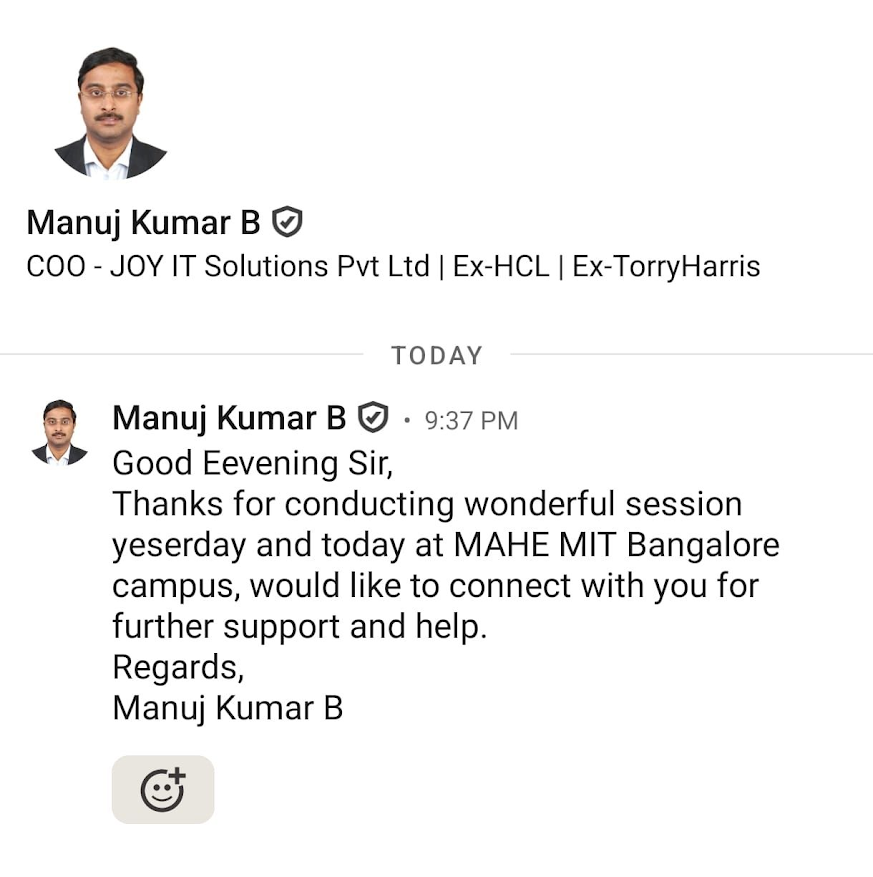 Manuj Kumar B
COO - JOY IT Solutions Pvt Ltd | Ex-HCL | Ex-TorryHarris
TODAY
Manuj Kumar B • 9:37 PM
Good Eevening Sir,
Thanks for conducting wonderful session
yeserday and today at MAHE MIT Bangalore
campus, would like to connect with you for
further support and help.
Regards,
Manuj Kumar B